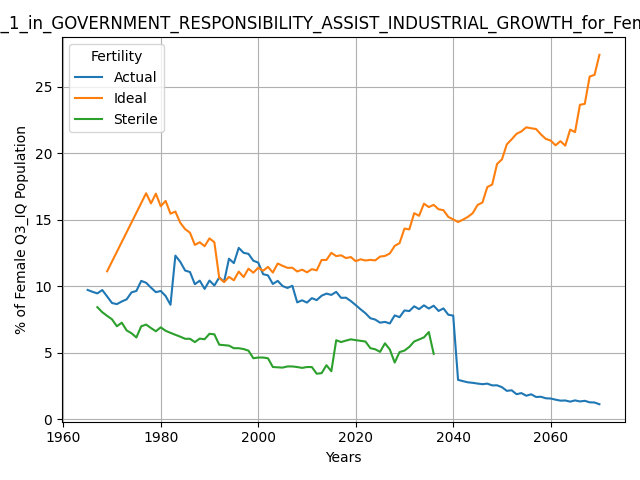 _1_in_GOVERNMENT_RESPONSIBILITY_ASSIST_INDUSTRIAL_GROWTH_for_Fem
Fertility
Actual
Ideal
Sterile
% of Female Q3_IQ Population
25
20
15
10
5
0
1960 1980 2000 2020 2040 2060
Years